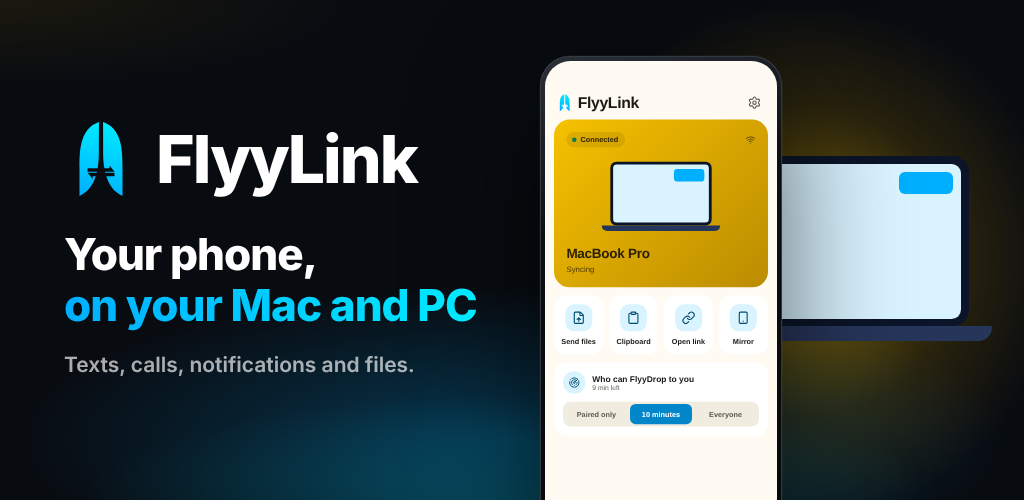 FlyyLink
Your phone,
on your Mac and PC
Texts, calls, notifications and files.
FlyyLink
Connected
MacBook Pro
Syncing
Send files
Clipboard
Open link
Mirror
Who can FlyyDrop to you
9 min left
Paired only
10 minutes
Everyone